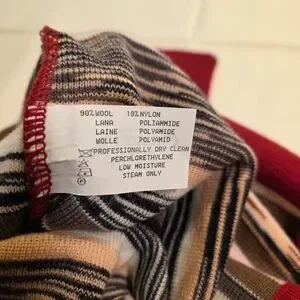 90%WOOL 10%NYLON
LANA POLIAMMIDE
LAINE POLYAMIDE
WOLLE POLYAMID
PROFESSIONALLY DRY CLEAN
PERCHLORETHYLENE
LOW MOISTURE
STEAM ONLY